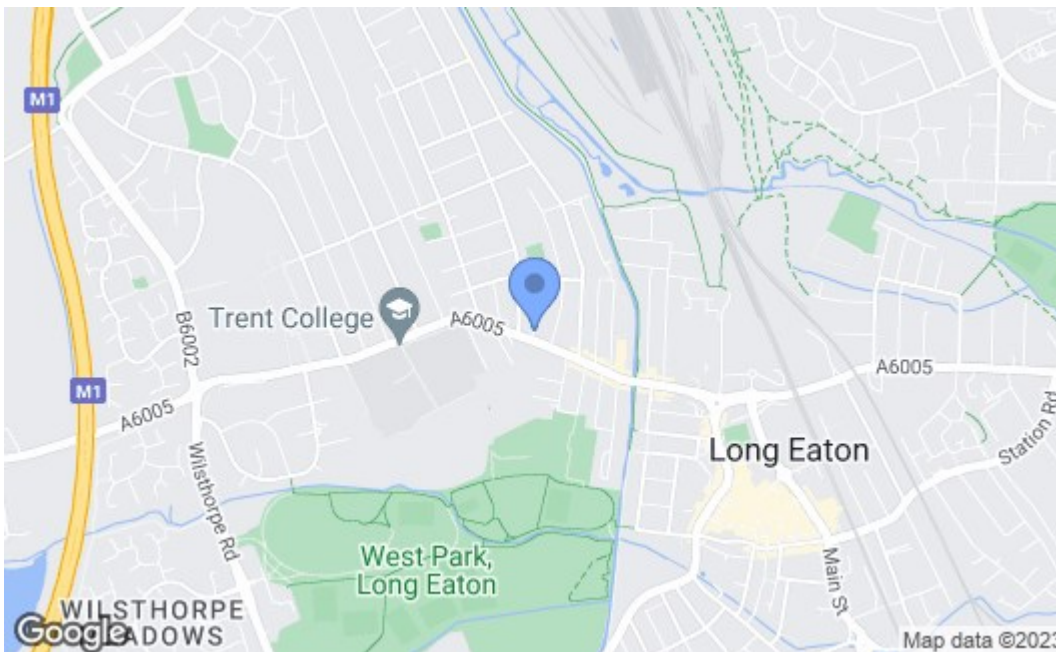 M1
Trent College
A6005
B6002
A6005
M1
A6005
Station Rd
Long Eaton
Wilsthorpe Rd
West Park,
Long Eaton
Main St
WILSTHORPE
MEADOWS
Google
Map data ©2023